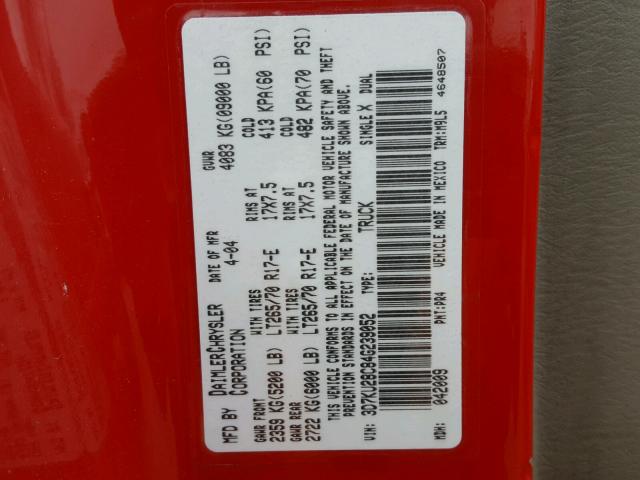 MFD BY DAIMLERCHRYSLER CORPORATION DATE OF MFR 4-04 GVWR 4083 KG(09000 LB)
GAWR FRONT WITH TIRES RIMS AT COLD
2359 KG(5200 LB) LT265/70 R17-E 17X7.5 413 KPA(60 PSI)
GAWR REAR WITH TIRES RIMS AT COLD
2722 KG(6000 LB) LT265/70 R17-E 17X7.5 482 KPA(70 PSI)
THIS VEHICLE CONFORMS TO ALL APPLICABLE FEDERAL MOTOR VEHICLE SAFETY AND THEFT
PREVENTION STANDARDS IN EFFECT ON THE DATE OF MANUFACTURE SHOWN ABOVE.
VIN: 3D7KU28C84G239052 TRUCK SINGLE X DUAL
MDH: 042009 PNT:PR4 VEHICLE MADE IN MEXICO TRM:M9L5
4648507